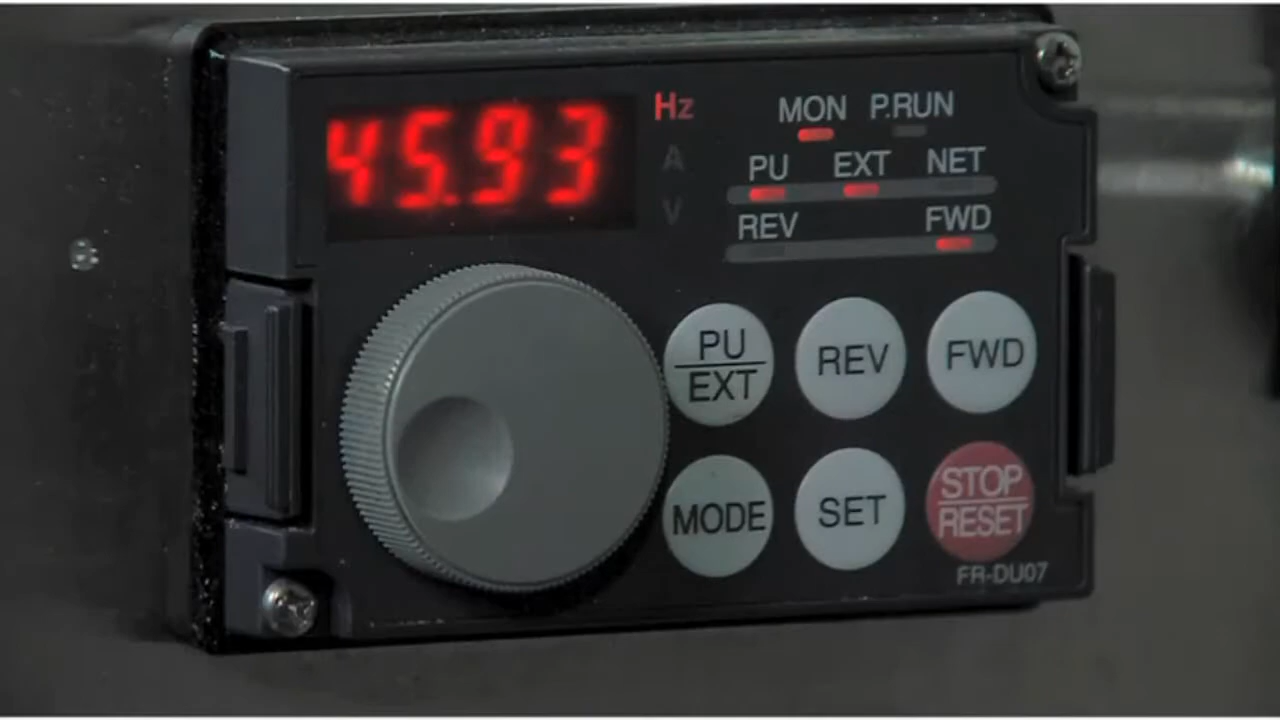 45.93
Hz
A
V
MON P.RUN
PU EXT NET
REV FWD
PU
EXT
REV
FWD
MODE
SET
STOP
RESET
FR-DU07